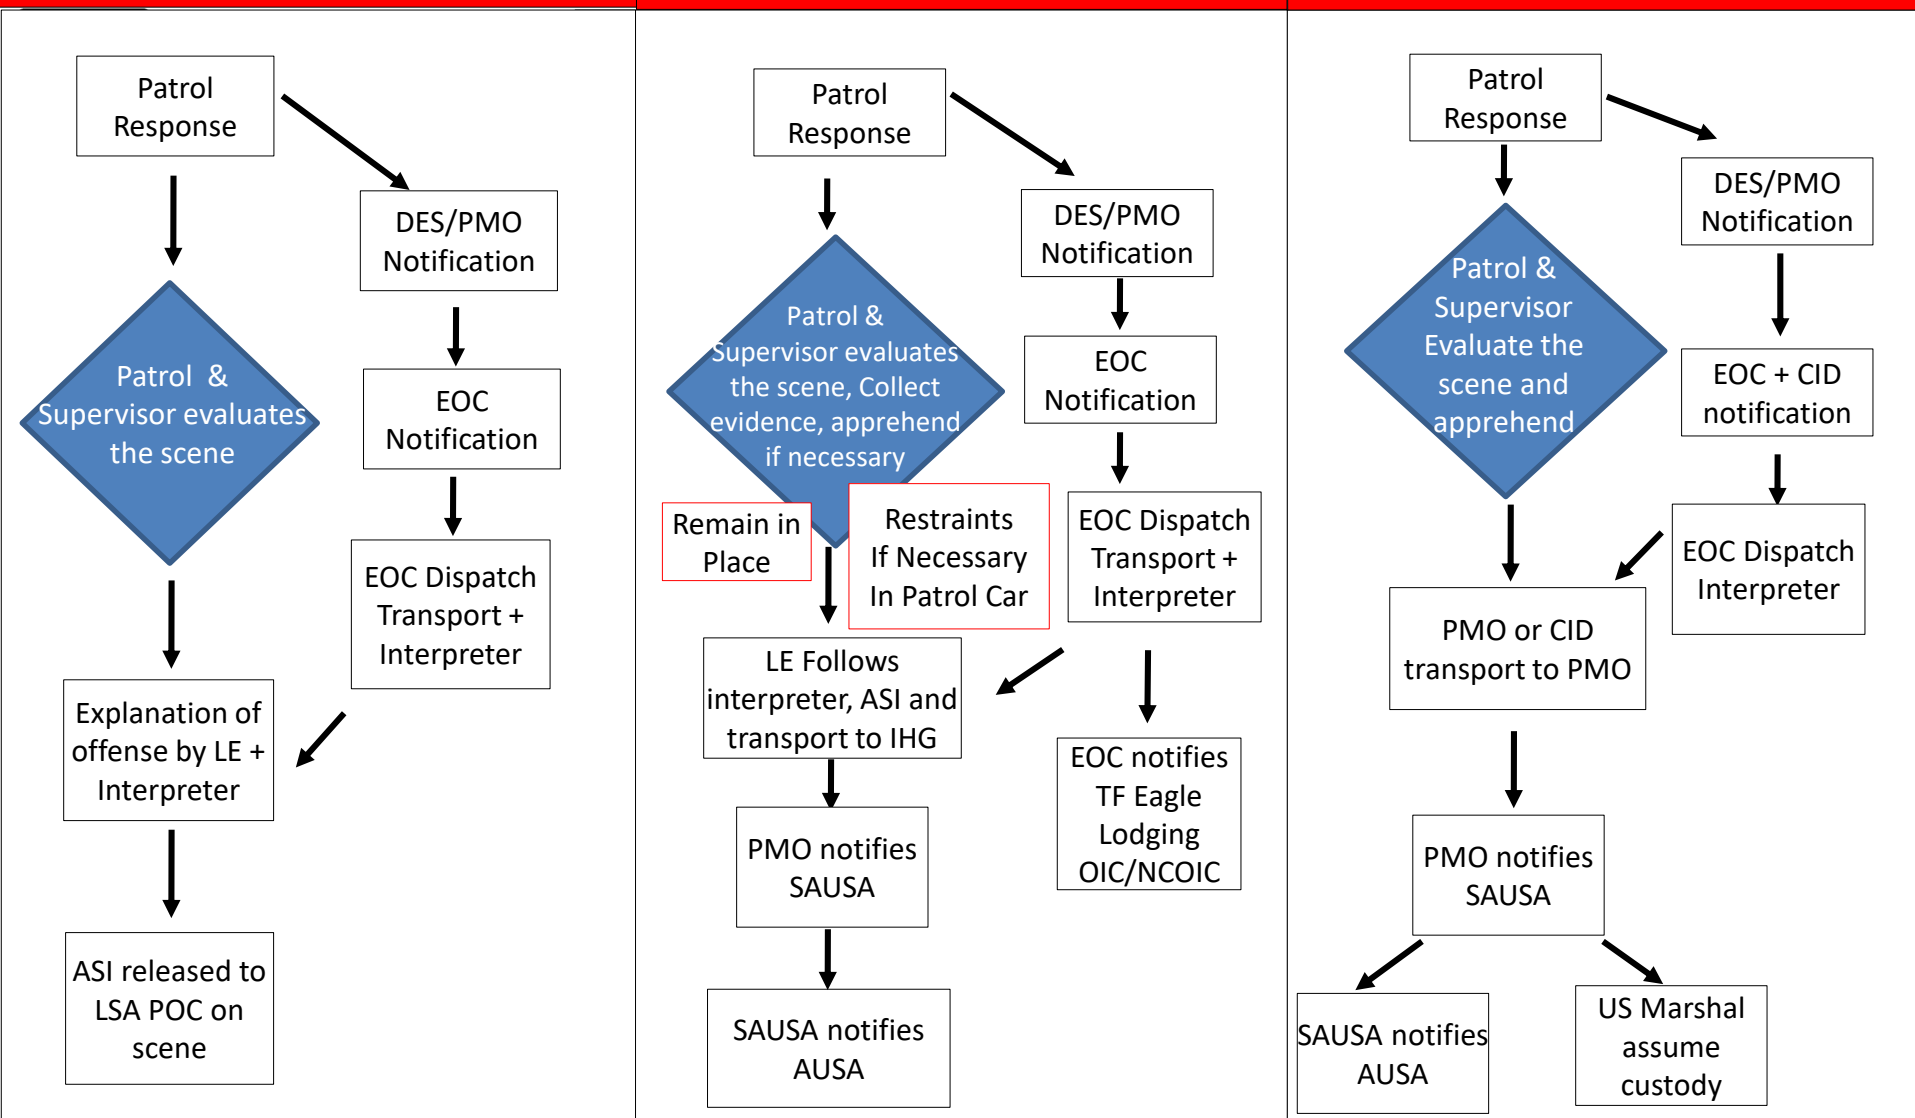 Patrol
Response
DES/PMO
Notification
Patrol  &
Supervisor evaluates
the scene
EOC
Notification
EOC Dispatch
Transport +
Interpreter
Explanation of
offense by LE +
Interpreter
ASI released to
LSA POC on
scene
Patrol
Response
DES/PMO
Notification
Patrol &
Supervisor evaluates
the scene, Collect
evidence, apprehend
if necessary
EOC
Notification
Remain in
Place
Restraints
If Necessary
In Patrol Car
EOC Dispatch
Transport +
Interpreter
LE Follows
interpreter, ASI and
transport to IHG
EOC notifies
TF Eagle
Lodging
OIC/NCOIC
PMO notifies
SAUSA
SAUSA notifies
AUSA
Patrol
Response
DES/PMO
Notification
Patrol &
Supervisor
Evaluate the
scene and
apprehend
EOC + CID
notification
EOC Dispatch
Interpreter
PMO or CID
transport to PMO
PMO notifies
SAUSA
SAUSA notifies
AUSA
US Marshal
assume
custody